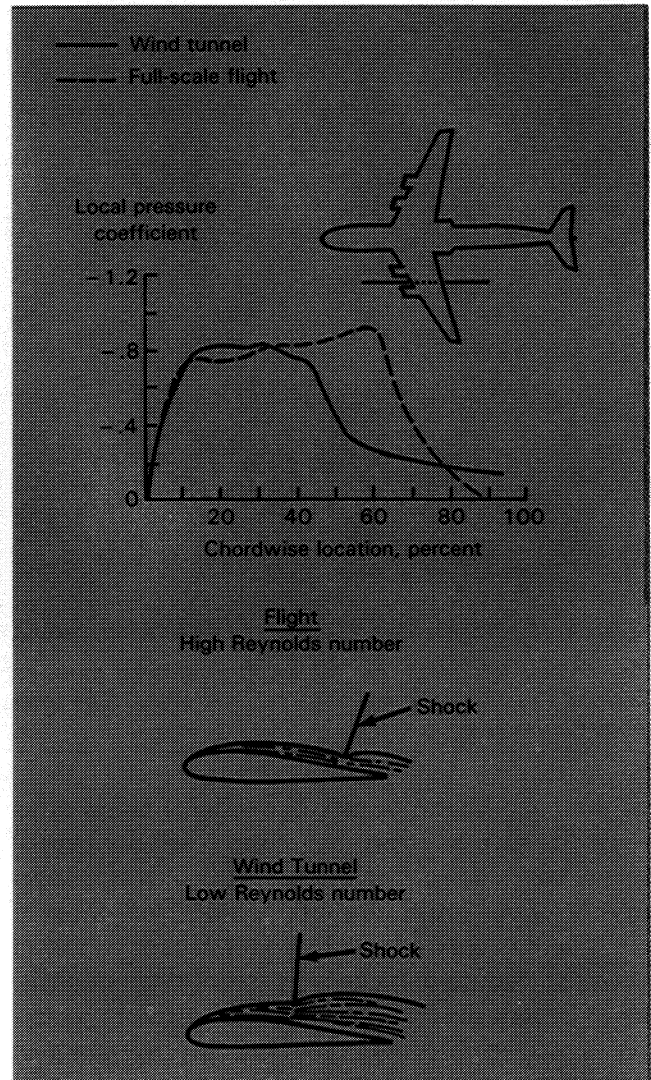 Wind tunnel
Full-scale flight
Local pressure
coefficient
−1.2
−.8
−.4
0
20 40 60 80 100
Chordwise location, percent
Flight
High Reynolds number
Shock
Wind Tunnel
Low Reynolds number
Shock